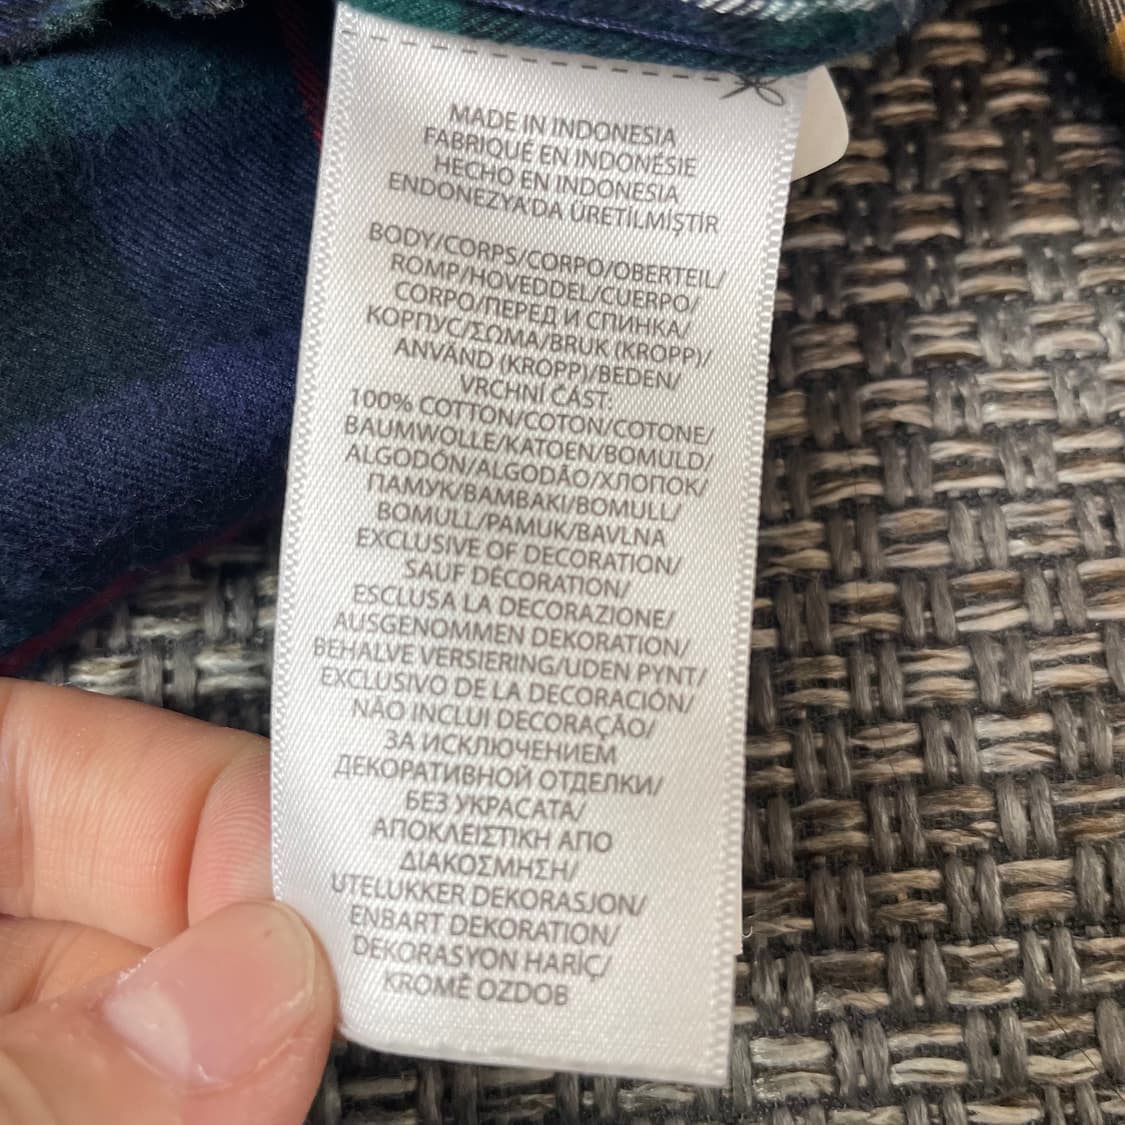 MADE IN INDONESIA
FABRIQUÉ EN INDONÉSIE
HECHO EN INDONESIA
ENDONEZYA'DA ÜRETİLMİŞTİR
BODY/CORPS/CORPO/OBERTEIL/
ROMP/HOVEDDEL/CUERPO/
CORPO/ПЕРЕД И СПИНКА/
КОРПУС/ΣΩΜΑ/BRUK (KROPP)/
ANVÄND (KROPP)/BEDEN/
VRCHNÍ ČÁST:
100% COTTON/COTON/COTONE/
BAUMWOLLE/KATOEN/BOMULD/
ALGODÓN/ALGODÃO/ХЛОПОК/
ПАМУК/ΒΑΜΒΑΚΙ/BOMULL/
BOMULL/PAMUK/BAVLNA
EXCLUSIVE OF DECORATION/
SAUF DÉCORATION/
ESCLUSA LA DECORAZIONE/
AUSGENOMMEN DEKORATION/
BEHALVE VERSIERING/UDEN PYNT/
EXCLUSIVO DE LA DECORACIÓN/
NÃO INCLUI DECORAÇÃO/
ЗА ИСКЛЮЧЕНИЕМ
ДЕКОРАТИВНОЙ ОТДЕЛКИ/
БЕЗ УКРАСАТА/
ΑΠΟΚΛΕΙΣΤΙΚΗ ΑΠΟ
ΔΙΑΚΟΣΜΗΣΗ/
UTELUKKER DEKORASJON/
ENBART DEKORATION/
DEKORASYON HARİÇ/
KROMĚ OZDOB